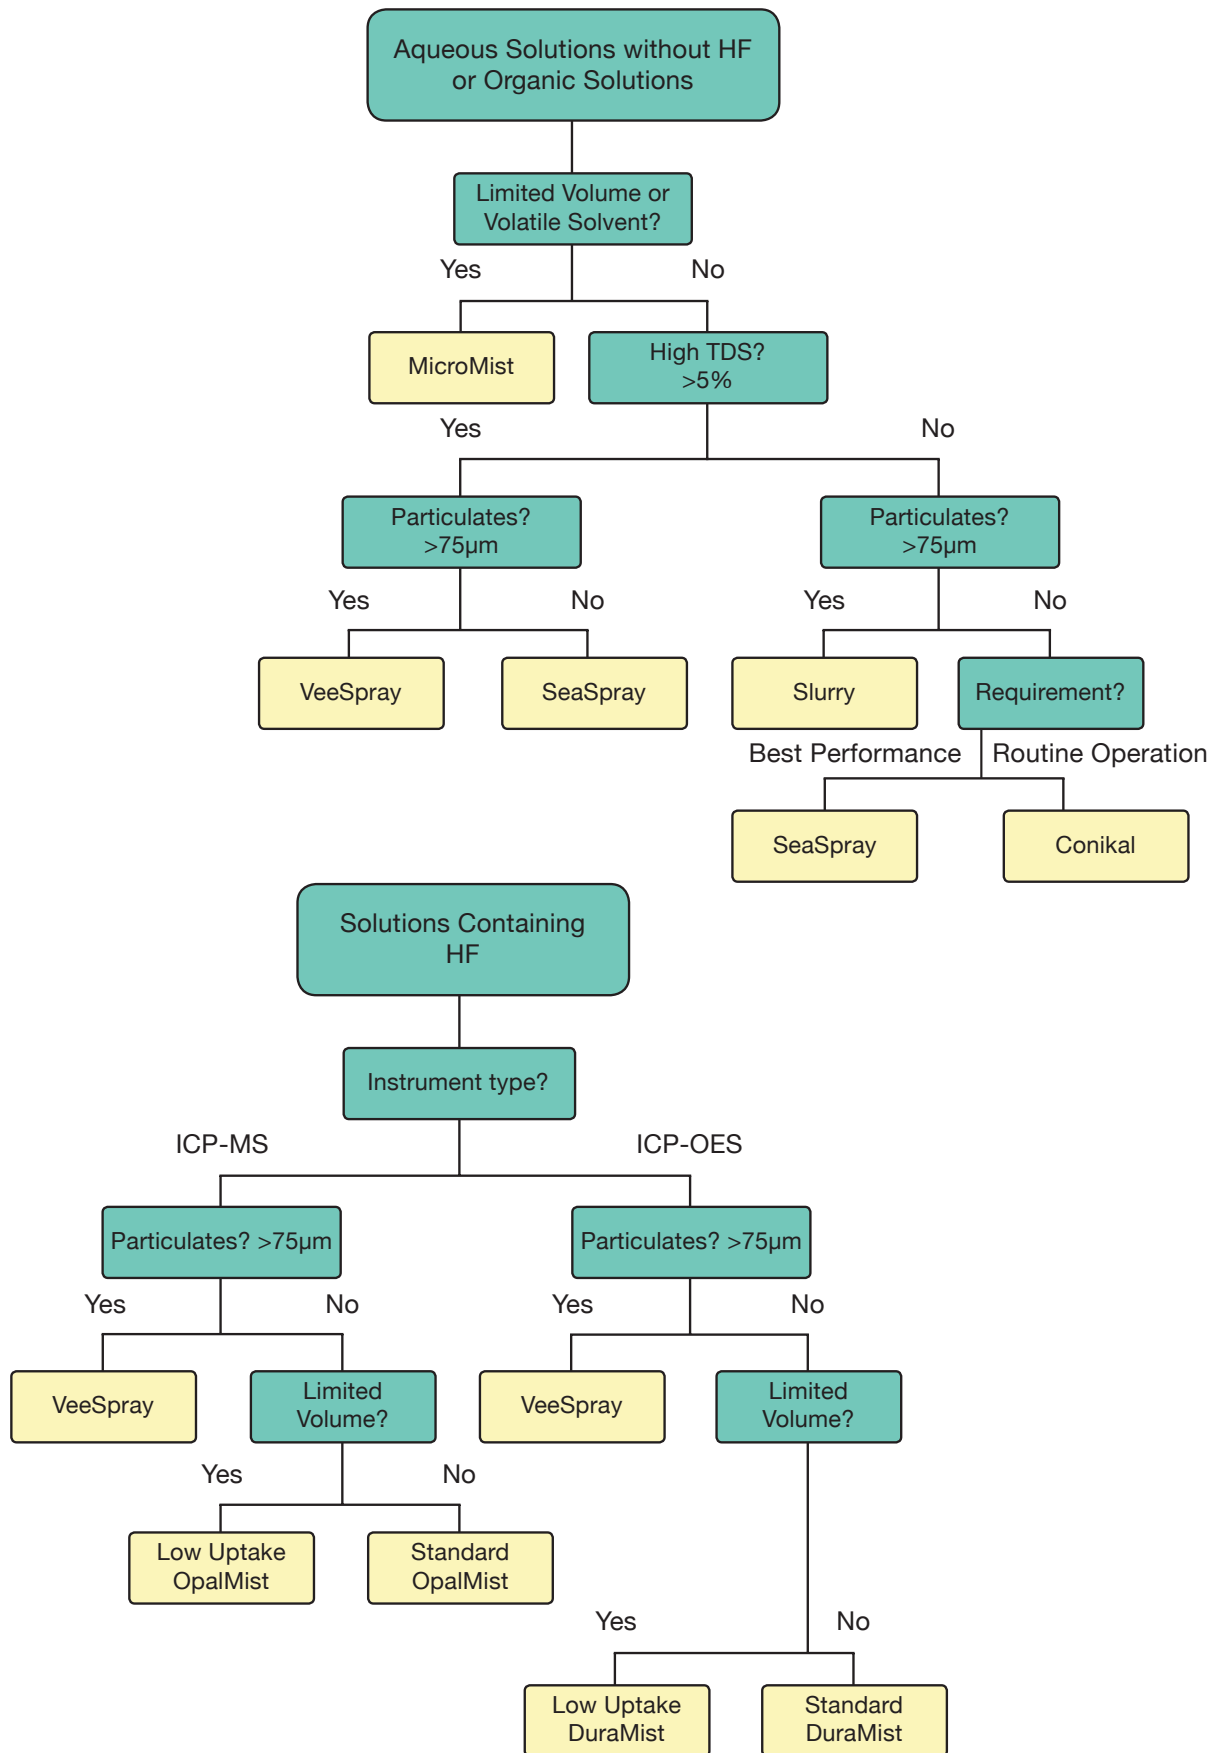 Aqueous Solutions without HF
or Organic Solutions
Limited Volume or
Volatile Solvent?
Yes
No
MicroMist
High TDS?
>5%
Yes
No
Particulates?
>75µm
Particulates?
>75µm
Yes
No
Yes
No
VeeSpray
SeaSpray
Slurry
Requirement?
Best Performance
Routine Operation
SeaSpray
Conikal
Solutions Containing
HF
Instrument type?
ICP-MS
ICP-OES
Particulates? >75µm
Particulates? >75µm
Yes
No
Yes
No
VeeSpray
Limited
Volume?
VeeSpray
Limited
Volume?
Yes
No
Low Uptake
OpalMist
Standard
OpalMist
Yes
No
Low Uptake
DuraMist
Standard
DuraMist